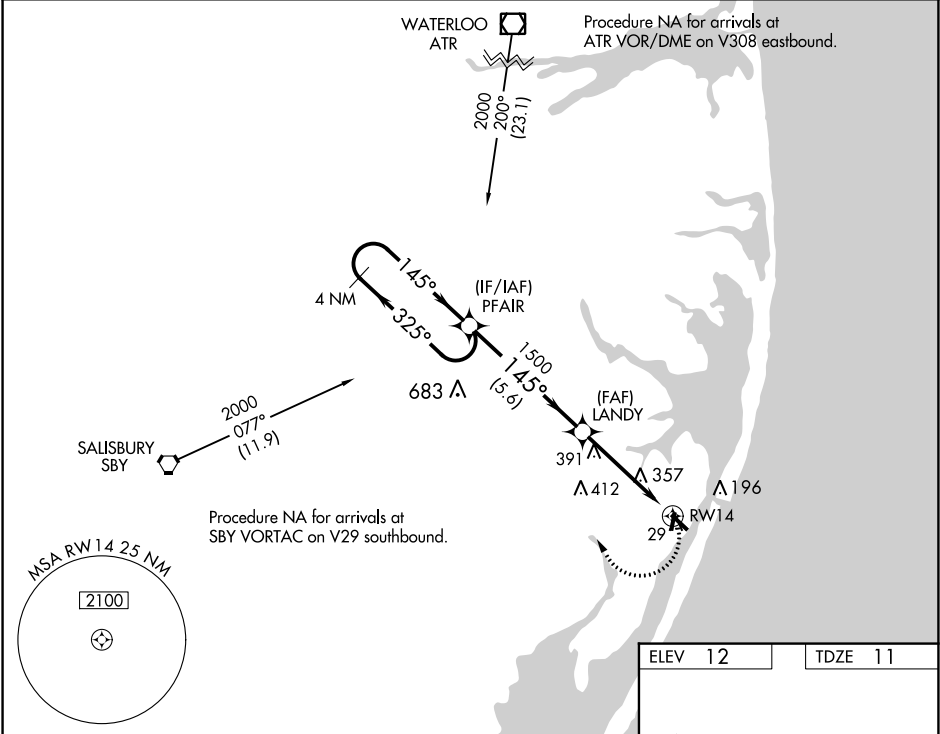 WATERLOO
ATR
Procedure NA for arrivals at
ATR VOR/DME on V308 eastbound.
2000
200°
(23.1)
145°
4 NM
325°
(IF/IAF)
PFAIR
683
1500
145°
(5.6)
(FAF)
LANDY
2000
077°
(11.9)
SALISBURY
SBY
391
412
357
196
RW14
29
Procedure NA for arrivals at
SBY VORTAC on V29 southbound.
MSA RW14 25 NM
2100
ELEV 12
TDZE 11